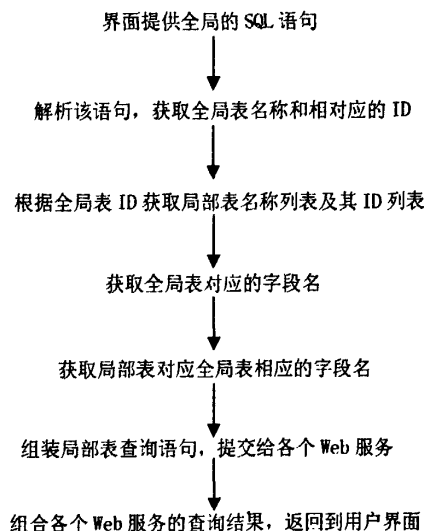 界面提供全局的 SQL 语句
解析该语句，获取全局表名称和相对应的 ID
根据全局表 ID 获取局部表名称列表及其 ID 列表
获取全局表对应的字段名
获取局部表对应全局表相应的字段名
组装局部表查询语句，提交给各个 Web 服务
组合各个 Web 服务的查询结果，返回到用户界面